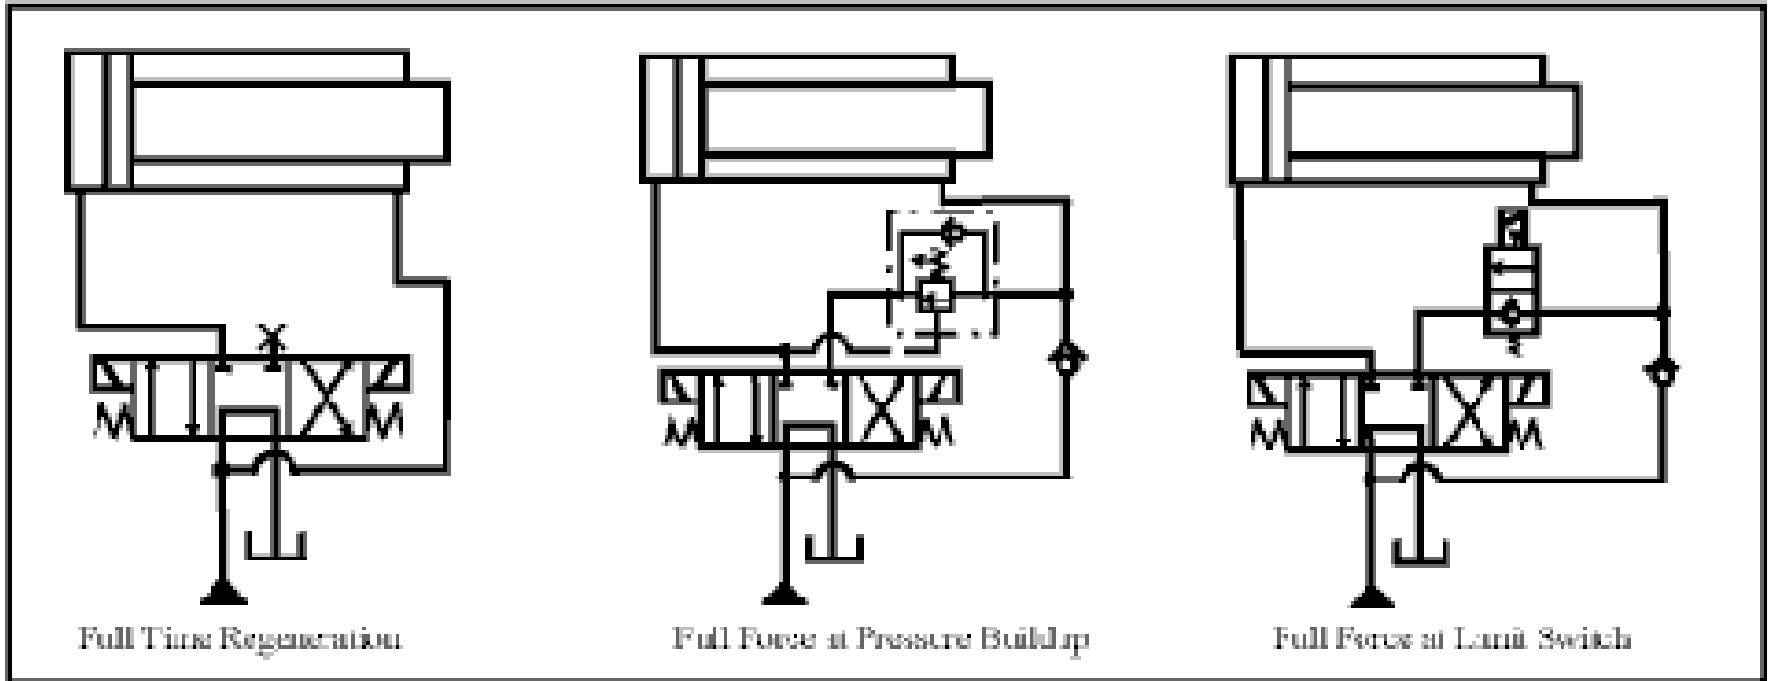 Full Time Regeneration
Full Force at Pressure Buildup
Full Force at Limit Switch